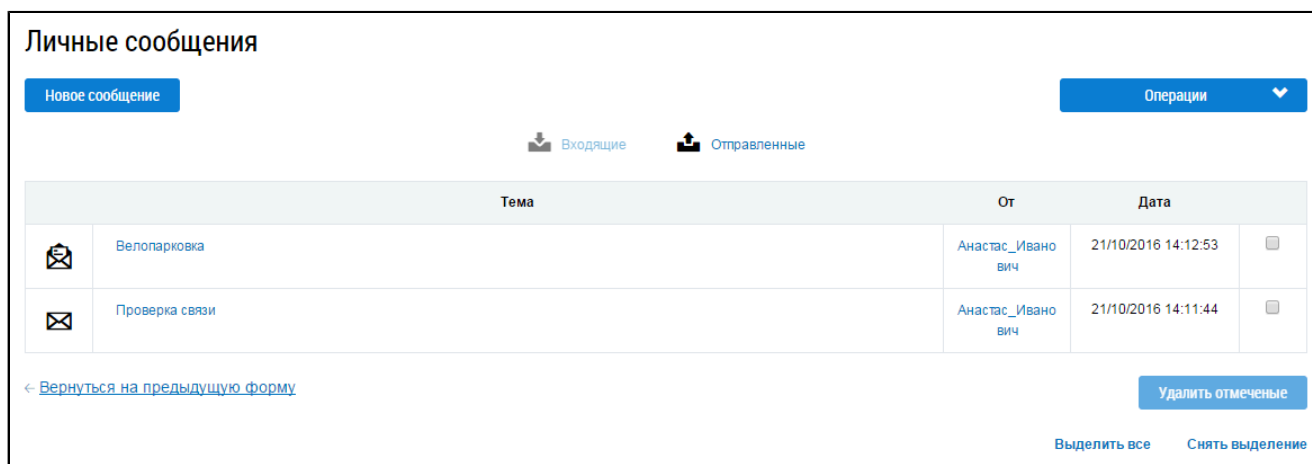 Личные сообщения
Новое сообщение
Операции
Входящие
Отправленные
Тема
От
Дата
Велопарковка
Анастас_Ивано
вич
21/10/2016 14:12:53
Проверка связи
Анастас_Ивано
вич
21/10/2016 14:11:44
← Вернуться на предыдущую форму
Удалить отмеченые
Выделить все
Снять выделение